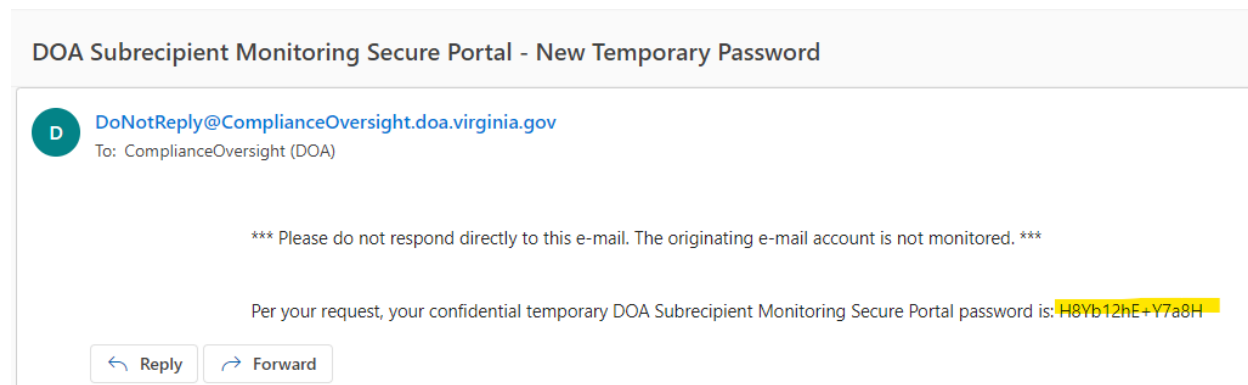 DOA Subrecipient Monitoring Secure Portal - New Temporary Password
D
DoNotReply@ComplianceOversight.doa.virginia.gov
To: ComplianceOversight (DOA)
*** Please do not respond directly to this e-mail. The originating e-mail account is not monitored. ***
Per your request, your confidential temporary DOA Subrecipient Monitoring Secure Portal password is: H8Yb12hE+Y7a8H
Reply
Forward